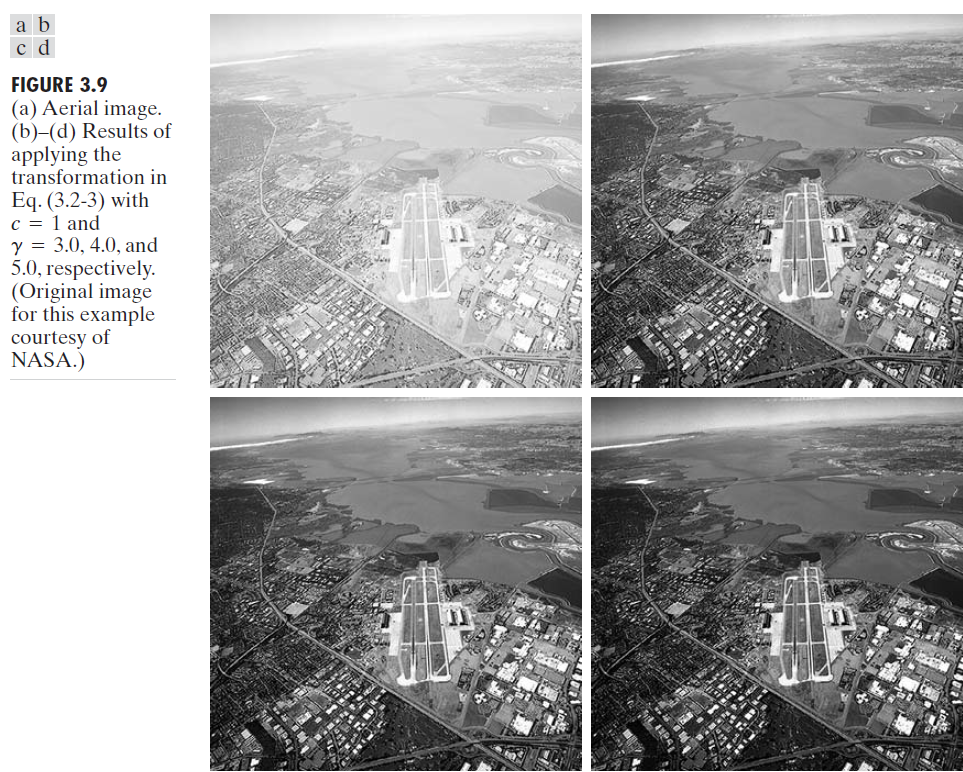 a b
c d
FIGURE 3.9
(a) Aerial image.
(b)–(d) Results of
applying the
transformation in
Eq. (3.2-3) with
c = 1 and
γ = 3.0, 4.0, and
5.0, respectively.
(Original image
for this example
courtesy of
NASA.)